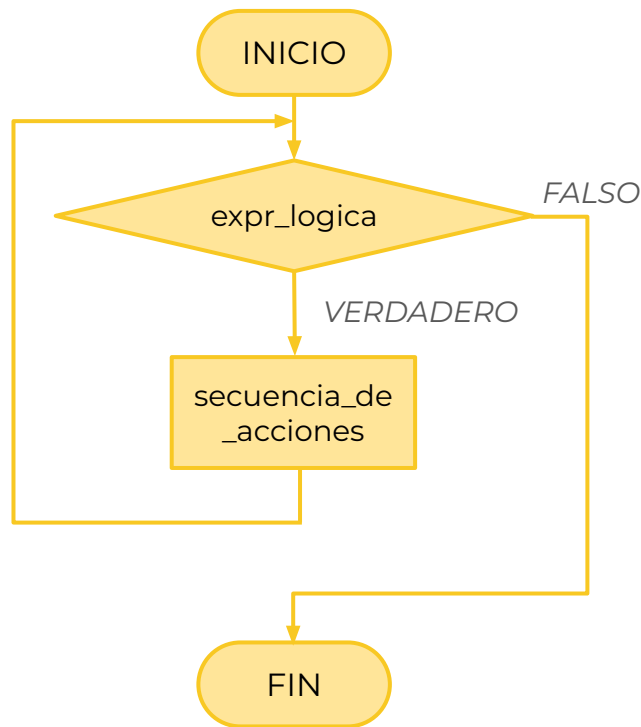 INICIO
expr_logica
FALSO
VERDADERO
secuencia_de
_acciones
FIN